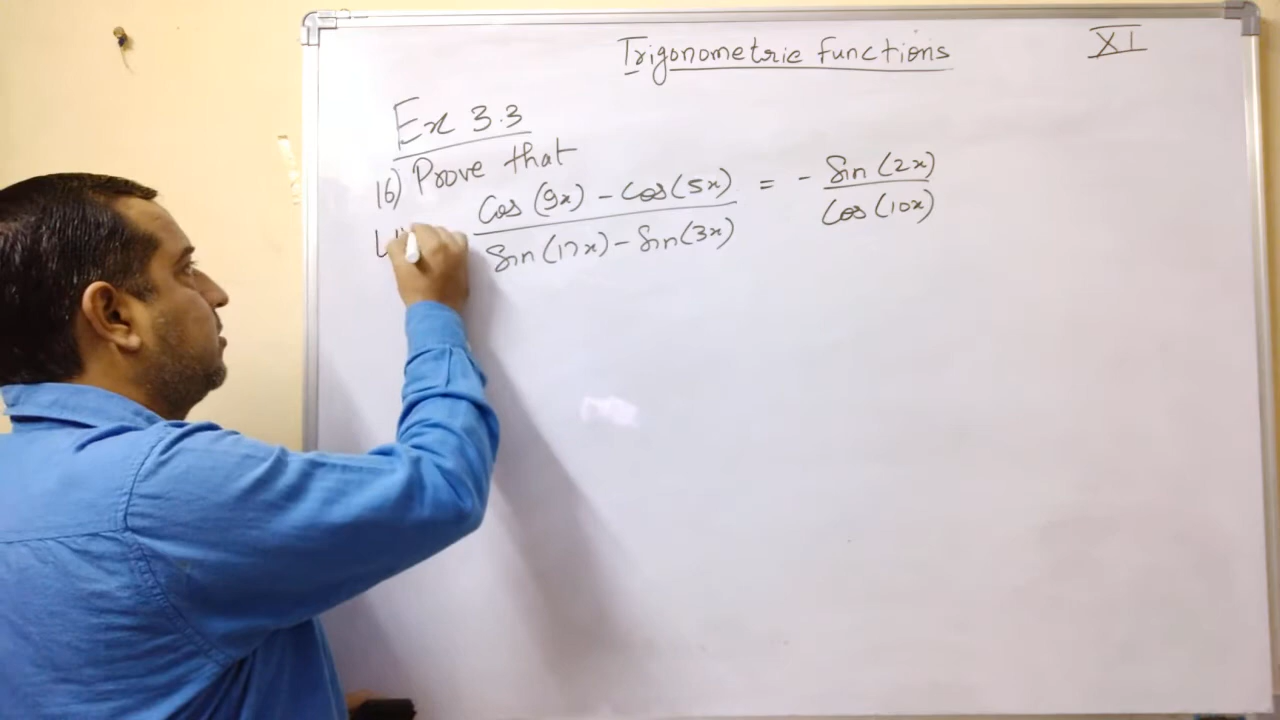 Trigonometric functions
XI
Ex 3.3
16) Prove that
cos (9x) - cos (5x) / sin (17x) - sin (3x) = - sin (2x) / cos (10x)